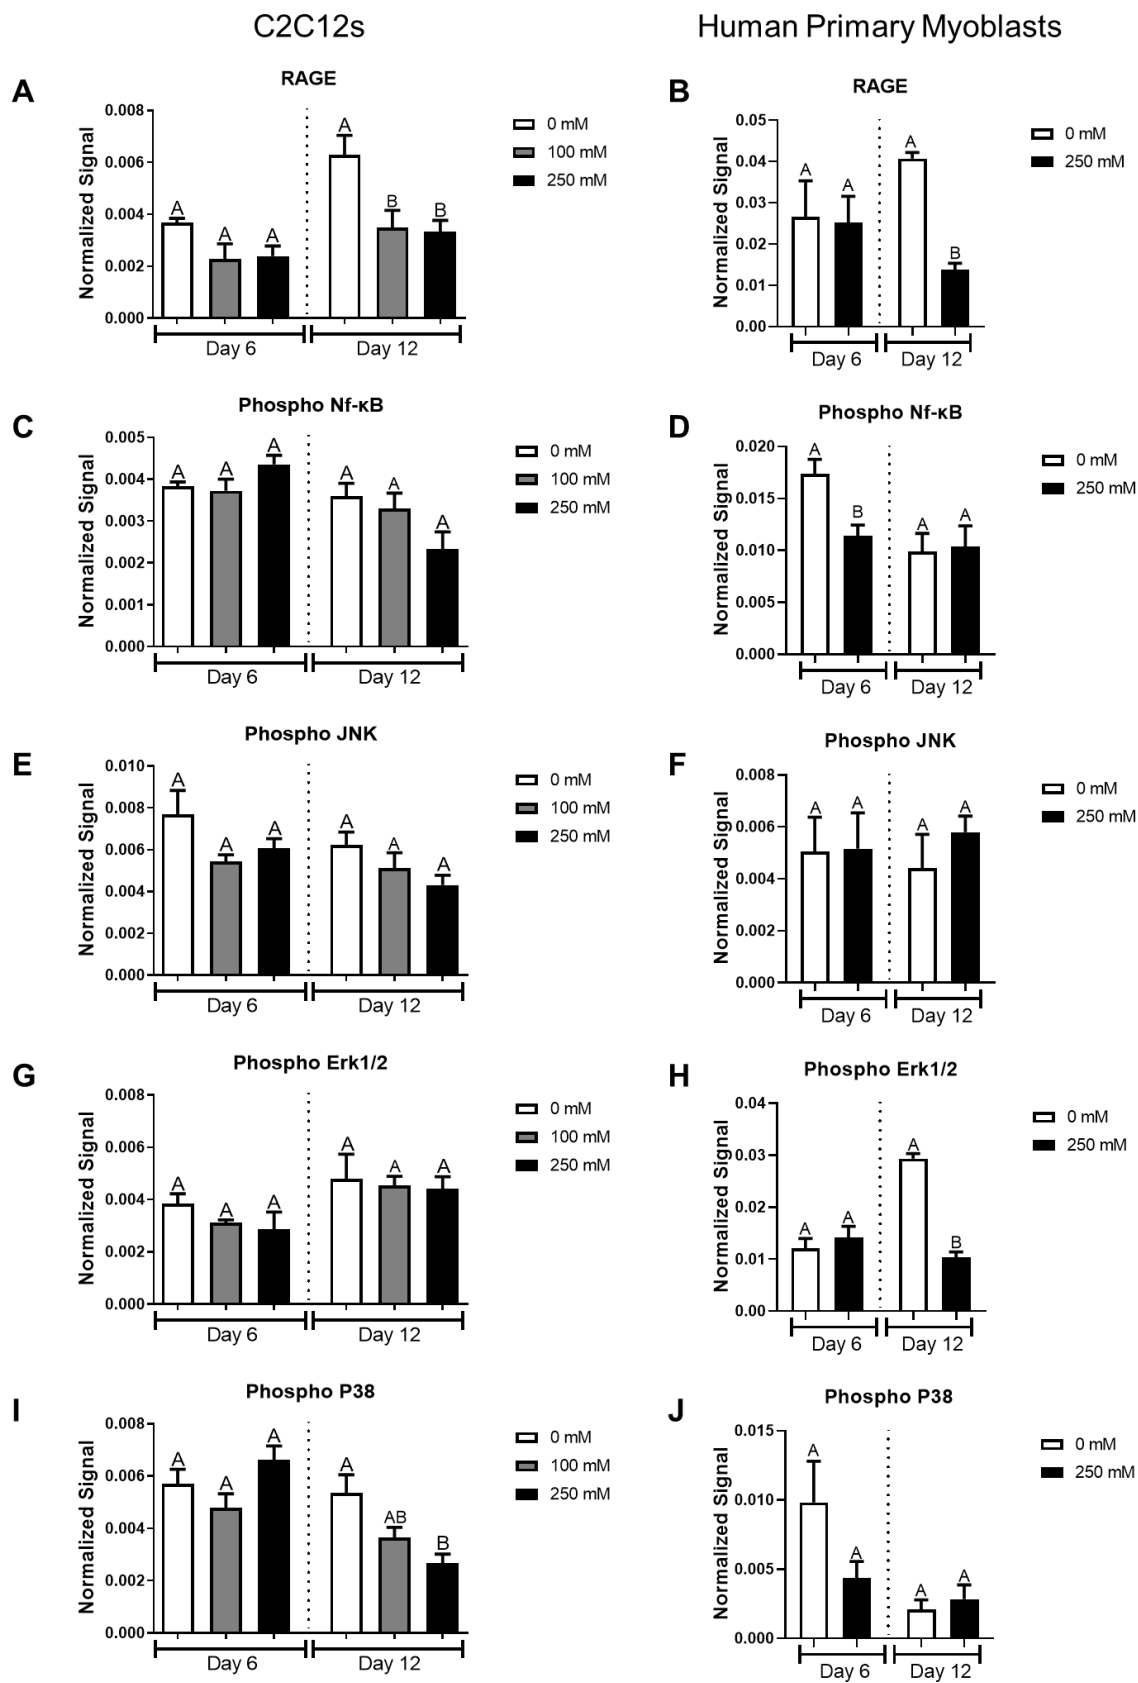 C2C12s
Human Primary Myoblasts
A
RAGE
Normalized Signal
0.008
0.006
0.004
0.002
0.000
A
A
A
A
B
B
Day 6
Day 12
0 mM
100 mM
250 mM
B
RAGE
Normalized Signal
0.05
0.04
0.03
0.02
0.01
0.00
A
A
A
B
Day 6
Day 12
0 mM
250 mM
C
Phospho Nf-κB
Normalized Signal
0.005
0.004
0.003
0.002
0.001
0.000
A
A
A
A
A
A
Day 6
Day 12
0 mM
100 mM
250 mM
D
Phospho Nf-κB
Normalized Signal
0.020
0.015
0.010
0.005
0.000
A
B
A
A
Day 6
Day 12
0 mM
250 mM
E
Phospho JNK
Normalized Signal
0.010
0.008
0.006
0.004
0.002
0.000
A
A
A
A
A
A
Day 6
Day 12
0 mM
100 mM
250 mM
F
Phospho JNK
Normalized Signal
0.008
0.006
0.004
0.002
0.000
A
A
A
A
Day 6
Day 12
0 mM
250 mM
G
Phospho Erk1/2
Normalized Signal
0.008
0.006
0.004
0.002
0.000
A
A
A
A
A
A
Day 6
Day 12
0 mM
100 mM
250 mM
H
Phospho Erk1/2
Normalized Signal
0.04
0.03
0.02
0.01
0.00
A
A
A
B
Day 6
Day 12
0 mM
250 mM
I
Phospho P38
Normalized Signal
0.008
0.006
0.004
0.002
0.000
A
A
A
A
AB
B
Day 6
Day 12
0 mM
100 mM
250 mM
J
Phospho P38
Normalized Signal
0.015
0.010
0.005
0.000
A
A
A
A
Day 6
Day 12
0 mM
250 mM